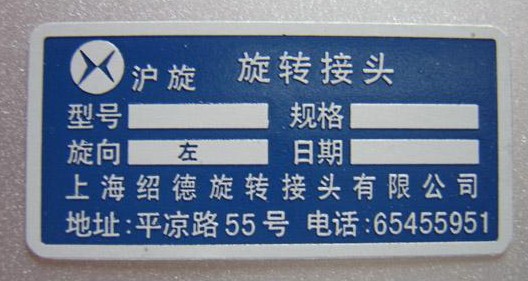 沪旋 旋转接头
型号 规格
旋向 左 日期
上海绍德旋转接头有限公司
地址:平凉路55号 电话:65455951